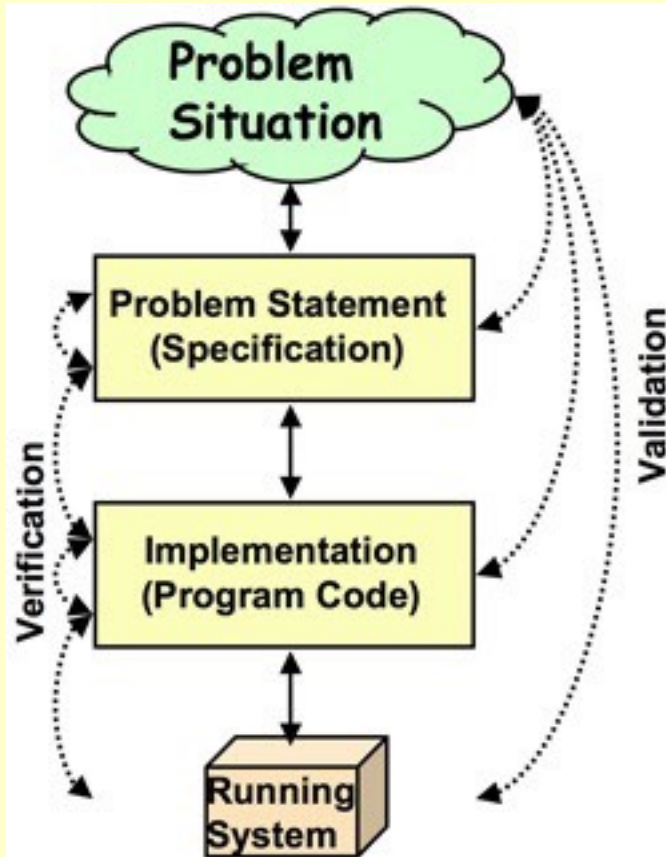 Problem
Situation
Problem Statement
(Specification)
Validation
Verification
Implementation
(Program Code)
Running
System